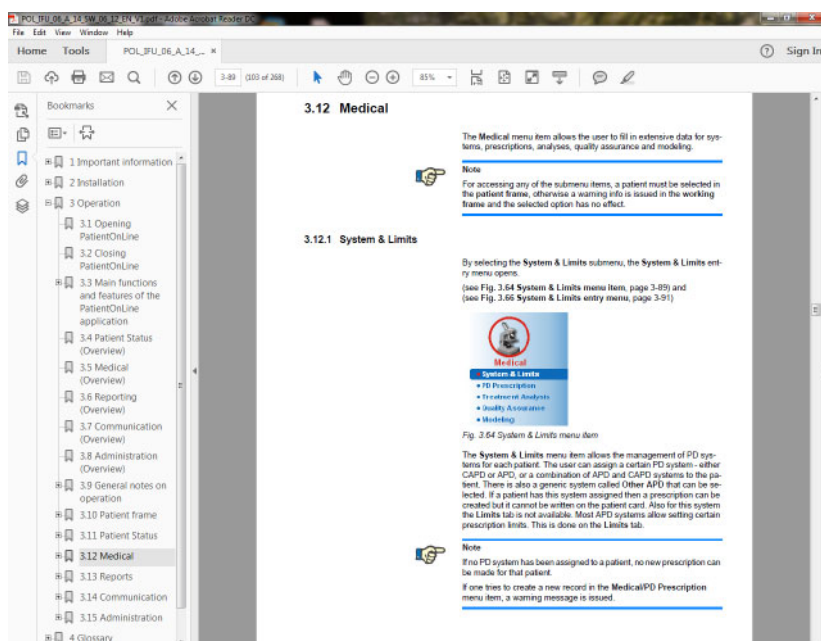 POL_IFU_06_A_14_SW_06_12_EN_V1.pdf - Adobe Acrobat Reader DC
File Edit View Window Help
Home Tools POL_IFU_06_A_14_... ×
Sign In
3-89 (103 of 268) 85%
Bookmarks
1 Important information
2 Installation
3 Operation
3.1 Opening
PatientOnLine
3.2 Closing
PatientOnLine
3.3 Main functions
and features of the
PatientOnLine
application
3.4 Patient Status
(Overview)
3.5 Medical
(Overview)
3.6 Reporting
(Overview)
3.7 Communication
(Overview)
3.8 Administration
(Overview)
3.9 General notes on
operation
3.10 Patient frame
3.11 Patient Status
3.12 Medical
3.13 Reports
3.14 Communication
3.15 Administration
4 Glossary
3.12 Medical
The Medical menu item allows the user to fill in extensive data for sys-
tems, prescriptions, analyses, quality assurance and modeling.
Note
For accessing any of the submenu items, a patient must be selected in
the patient frame, otherwise a warning info is issued in the working
frame and the selected option has no effect.
3.12.1 System & Limits
By selecting the System & Limits submenu, the System & Limits ent-
ry menu opens.
(see Fig. 3.64 System & Limits menu item, page 3-89) and
(see Fig. 3.66 System & Limits entry menu, page 3-91)
Medical
• System & Limits
• PD Prescription
• Treatment Analysis
• Quality Assurance
• Modeling
Fig. 3.64 System & Limits menu item
The System & Limits menu item allows the management of PD sys-
tems for each patient. The user can assign a certain PD system - either
CAPD or APD, or a combination of APD and CAPD systems to the pa-
tient. There is also a generic system called Other APD that can be se-
lected. If a patient has this system assigned then a prescription can be
created but it cannot be written on the patient card. Also for this system
the Limits tab is not available. Most APD systems allow setting certain
prescription limits. This is done on the Limits tab.
Note
If no PD system has been assigned to a patient, no new prescription can
be made for that patient.
If one tries to create a new record in the Medical/PD Prescription
menu item, a warning message is issued.